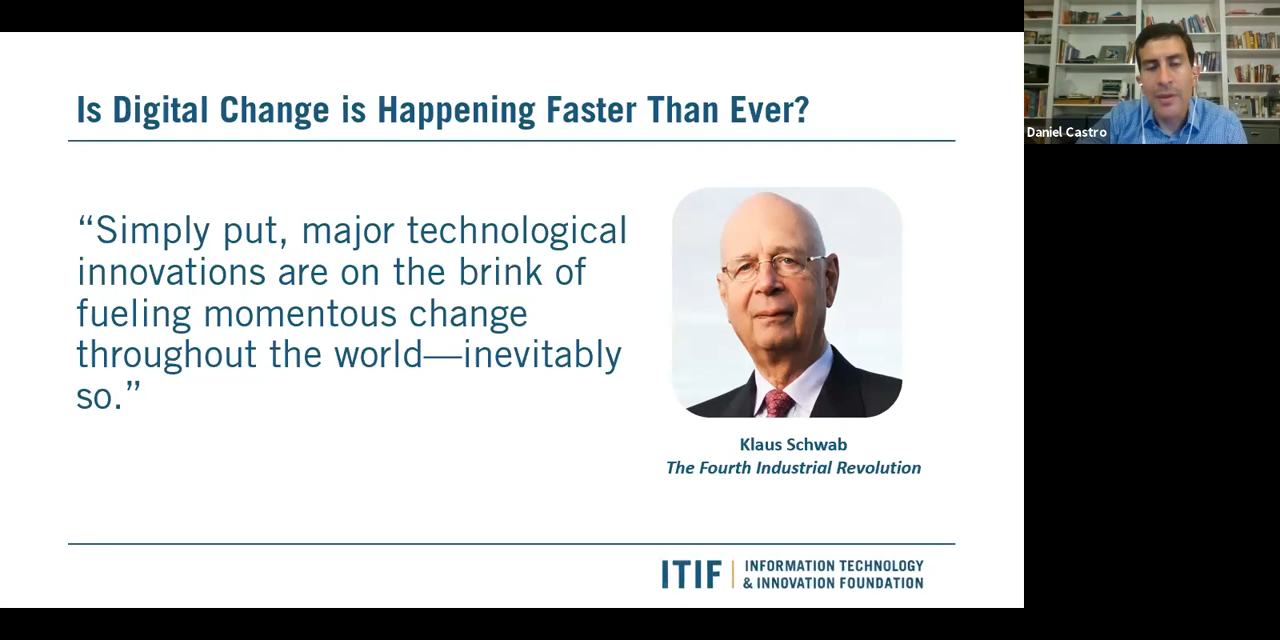 Is Digital Change is Happening Faster Than Ever?
“Simply put, major technological
innovations are on the brink of
fueling momentous change
throughout the world—inevitably
so.”
Klaus Schwab
The Fourth Industrial Revolution
ITIF
INFORMATION TECHNOLOGY
& INNOVATION FOUNDATION
Daniel Castro